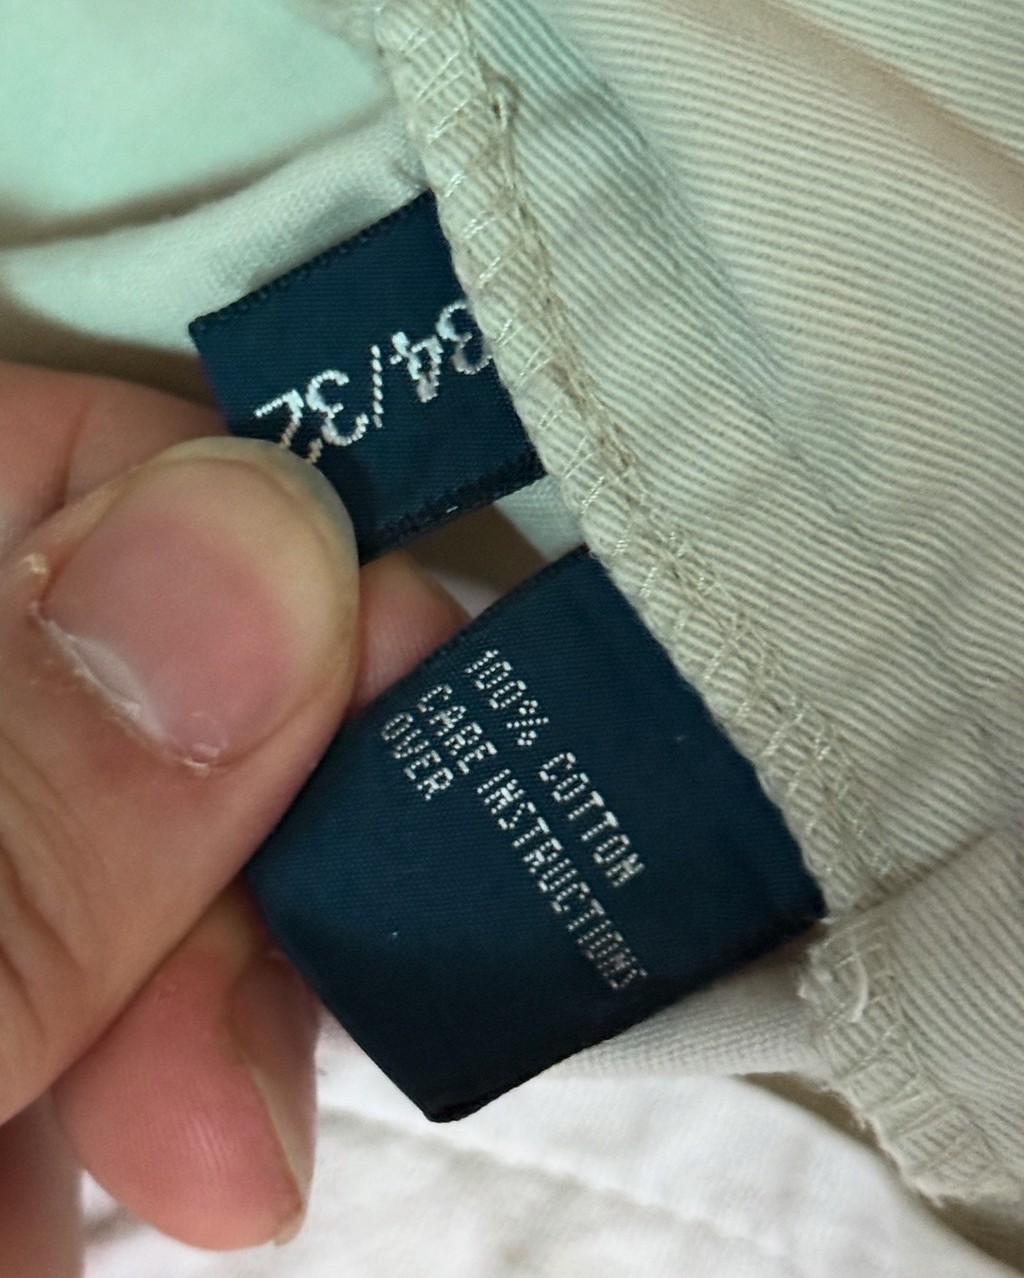 34/32
100% COTTON
CARE INSTRUCTIONS
OVER